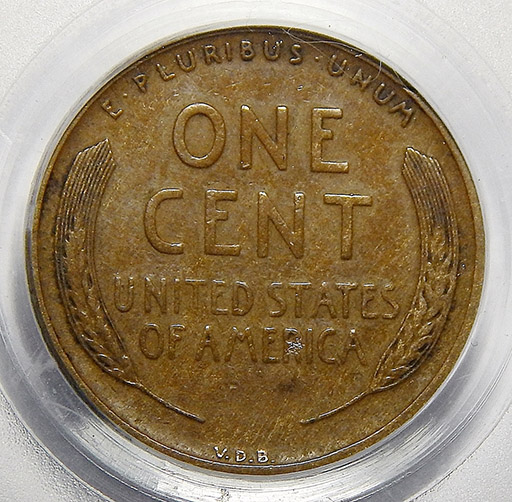 E · PLURIBUS · UNUM
ONE
CENT
UNITED STATES
OF AMERICA
V.D.B.